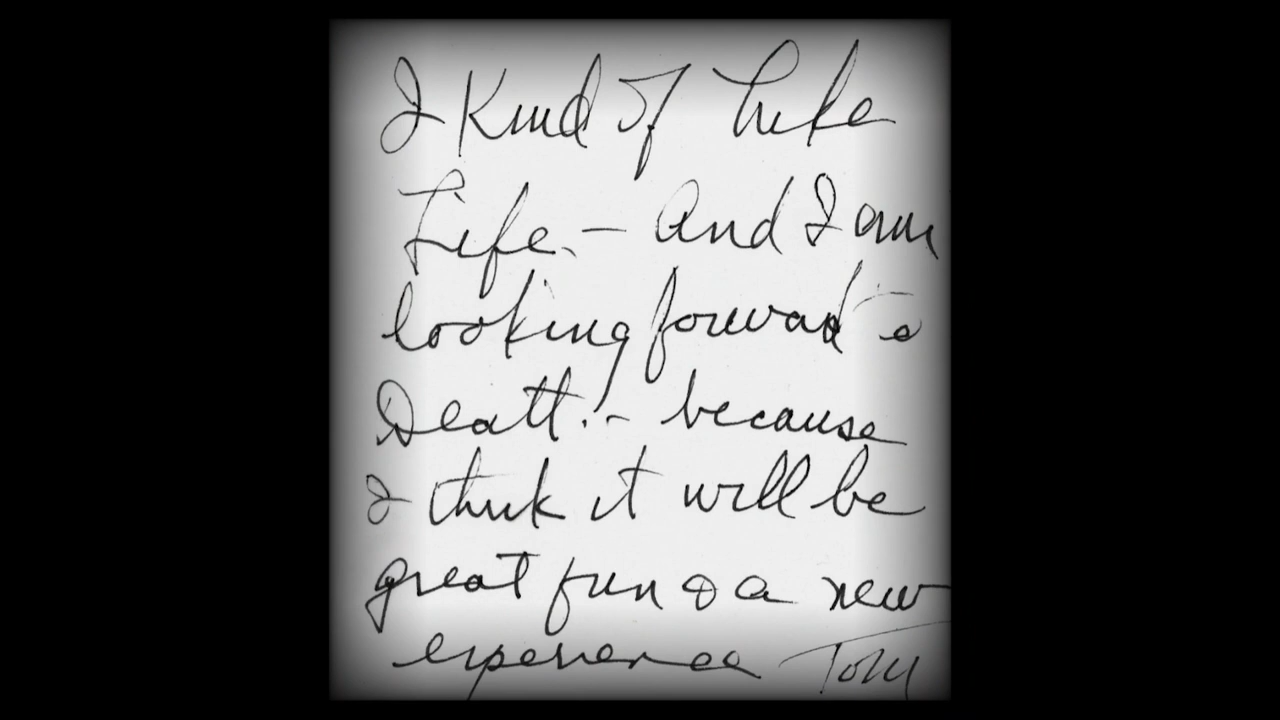 I Kind of Like
Life. - And I am
looking forward to
Death! - because
I think it will be
great fun & a new
experience Tom